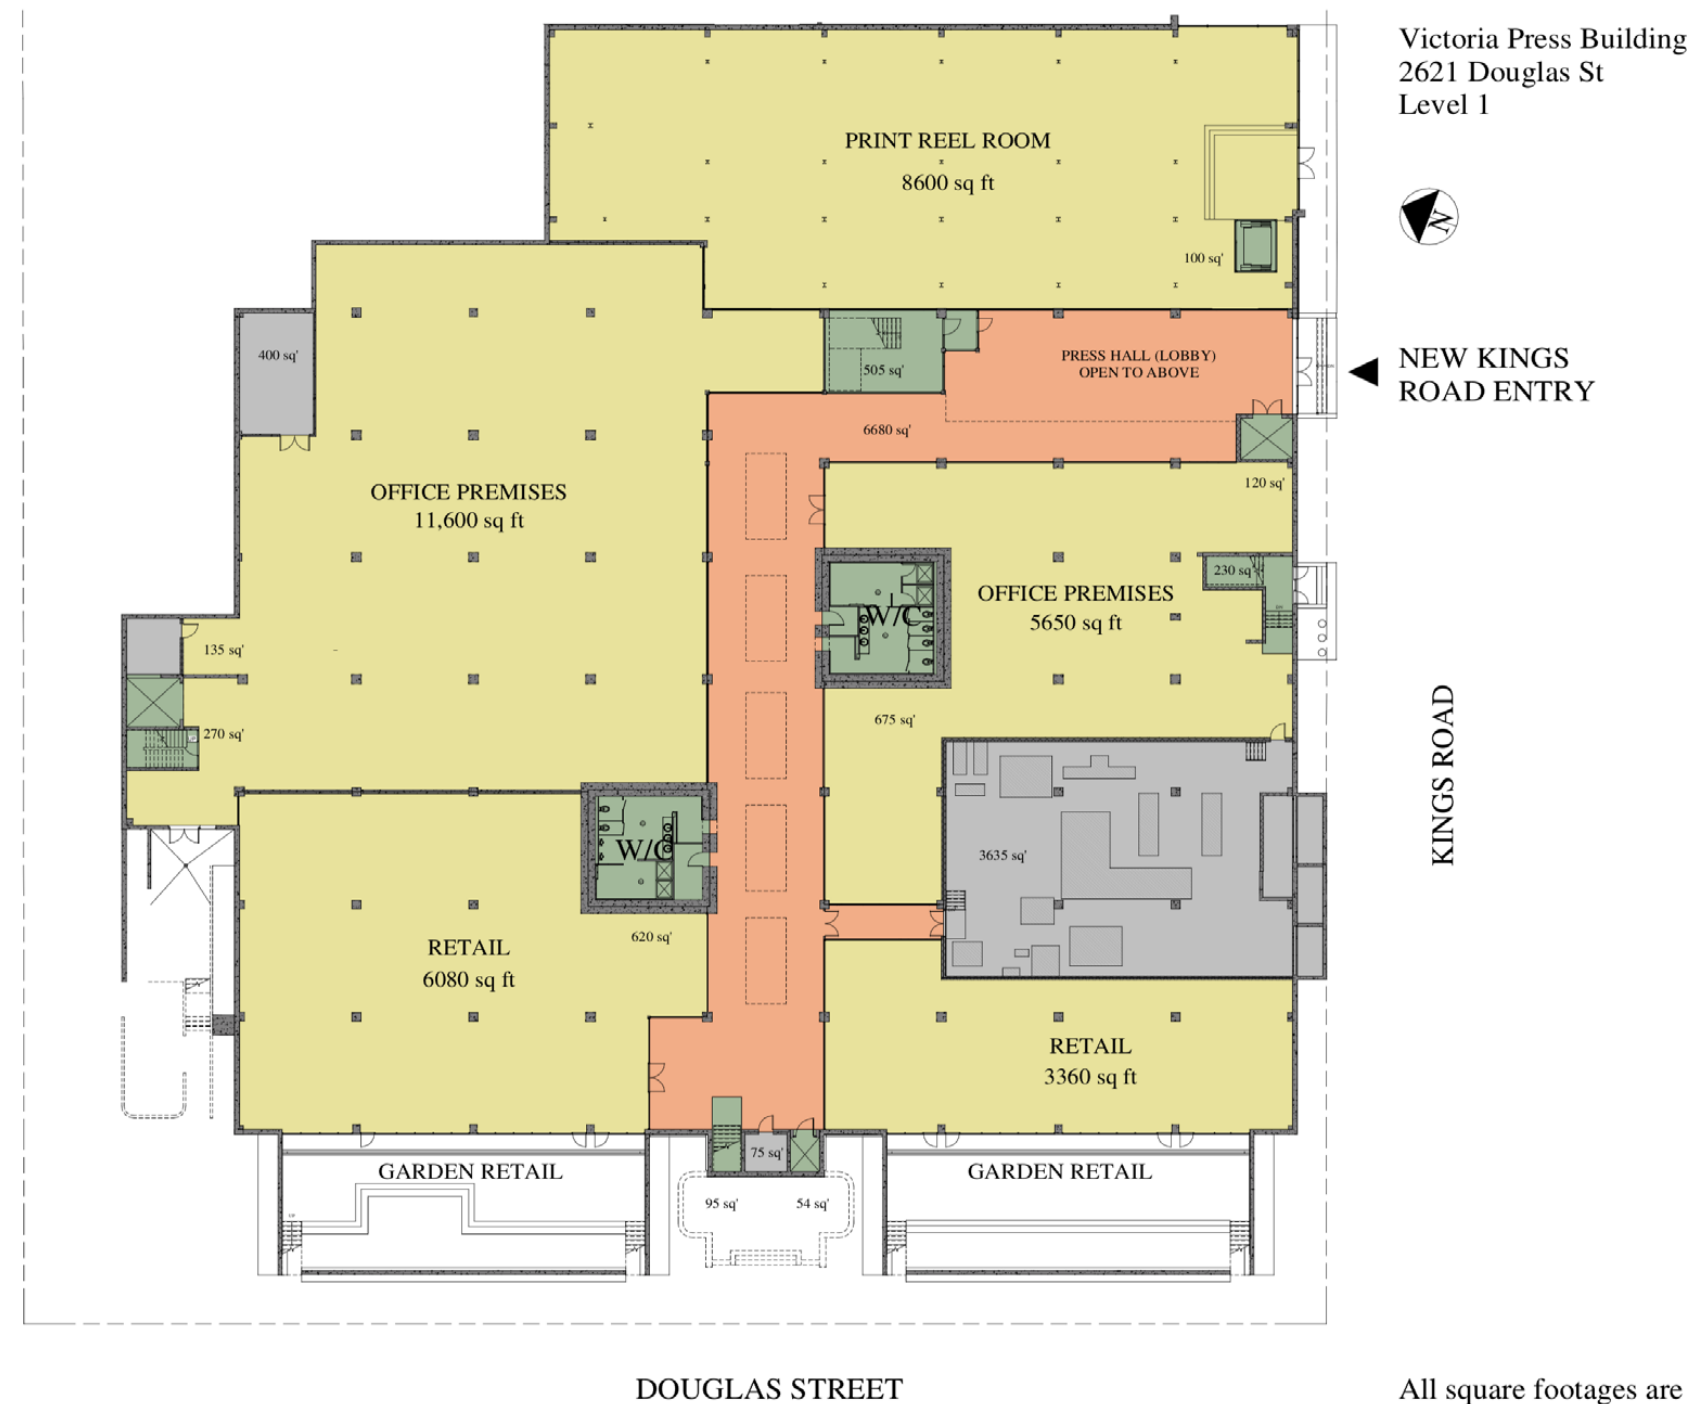 Victoria Press Building
2621 Douglas St
Level 1
N
PRINT REEL ROOM
8600 sq ft
100 sq'
400 sq'
505 sq'
PRESS HALL (LOBBY)
OPEN TO ABOVE
NEW KINGS
ROAD ENTRY
6680 sq'
120 sq'
OFFICE PREMISES
11,600 sq ft
230 sq'
OFFICE PREMISES
5650 sq ft
W/C
135 sq'
270 sq'
675 sq'
KINGS ROAD
W/C
3635 sq'
620 sq'
RETAIL
6080 sq ft
RETAIL
3360 sq ft
75 sq'
GARDEN RETAIL
GARDEN RETAIL
95 sq'
54 sq'
DOUGLAS STREET
All square footages are